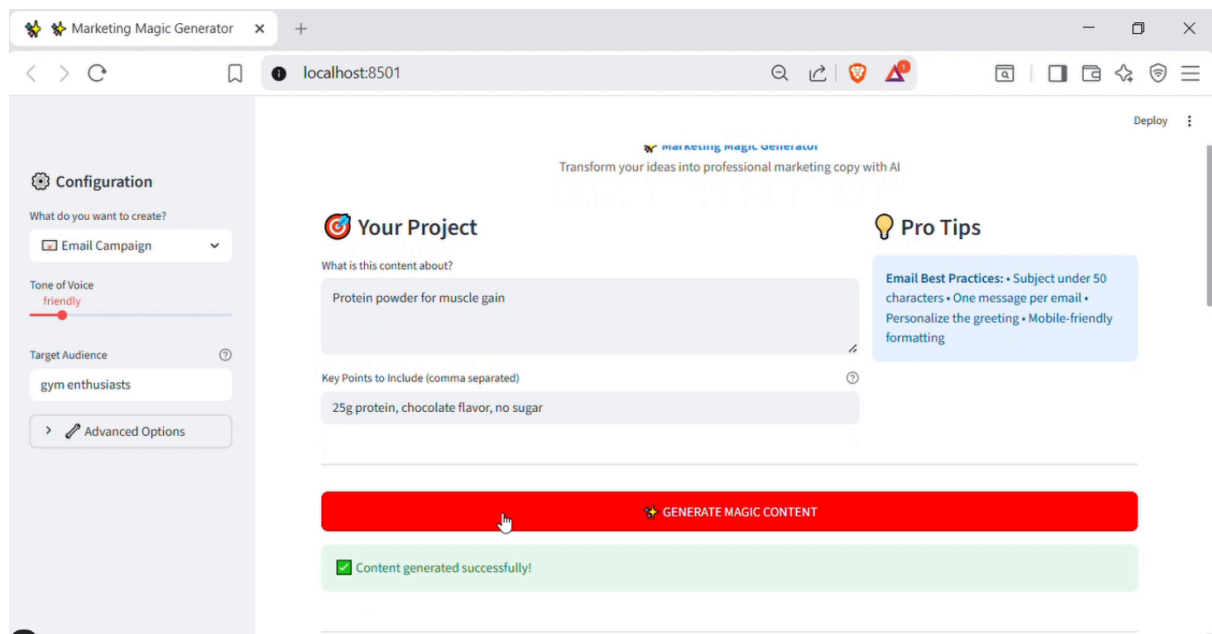 Marketing Magic Generator
localhost:8501
1
Deploy
Marketing Magic Generator
Transform your ideas into professional marketing copy with AI
Configuration
What do you want to create?
Email Campaign
Tone of Voice
friendly
Target Audience
gym enthusiasts
Advanced Options
Your Project
What is this content about?
Protein powder for muscle gain
Key Points to Include (comma separated)
25g protein, chocolate flavor, no sugar
Pro Tips
Email Best Practices: • Subject under 50
characters • One message per email •
Personalize the greeting • Mobile-friendly
formatting
GENERATE MAGIC CONTENT
Content generated successfully!